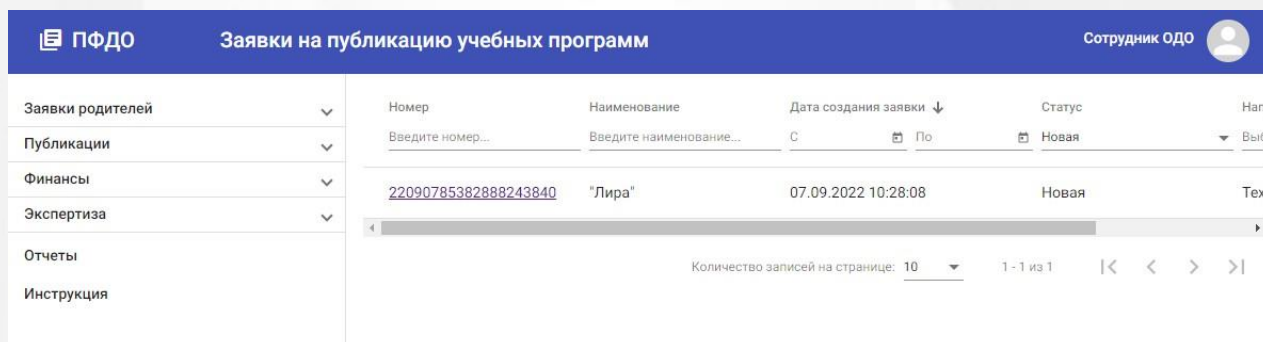 ПФДО Заявки на публикацию учебных программ Сотрудник ОДО
Заявки родителей
Публикации
Финансы
Экспертиза
Отчеты
Инструкция
Номер Наименование Дата создания заявки Статус
Введите номер... Введите наименование... С По Новая
22090785382888243840 "Лира" 07.09.2022 10:28:08 Новая
Количество записей на странице: 10 1 - 1 из 1